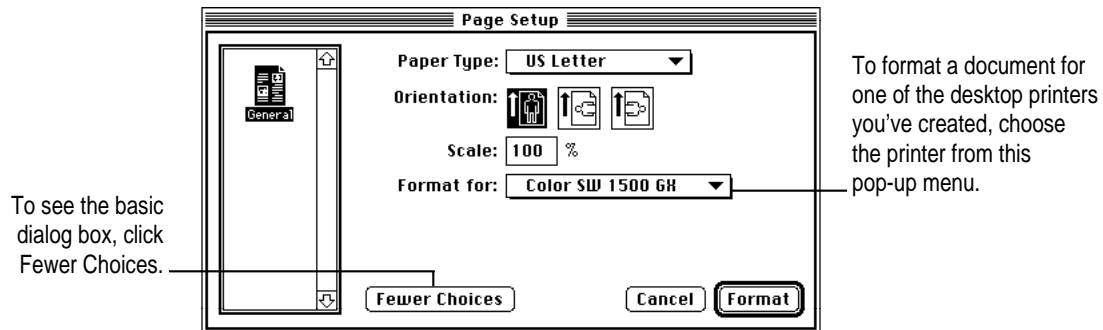 Page Setup
General
Paper Type: US Letter
Orientation:
Scale: 100 %
Format for: Color SW 1500 GX
Fewer Choices
Cancel
Format
To format a document for
one of the desktop printers
you've created, choose
the printer from this
pop-up menu.
To see the basic
dialog box, click
Fewer Choices.